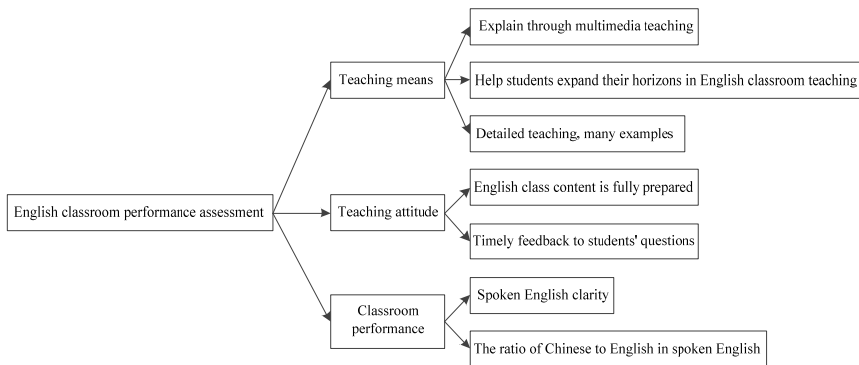 English classroom performance assessment
Teaching means
Explain through multimedia teaching
Help students expand their horizons in English classroom teaching
Detailed teaching, many examples
Teaching attitude
English class content is fully prepared
Timely feedback to students' questions
Classroom
performance
Spoken English clarity
The ratio of Chinese to English in spoken English